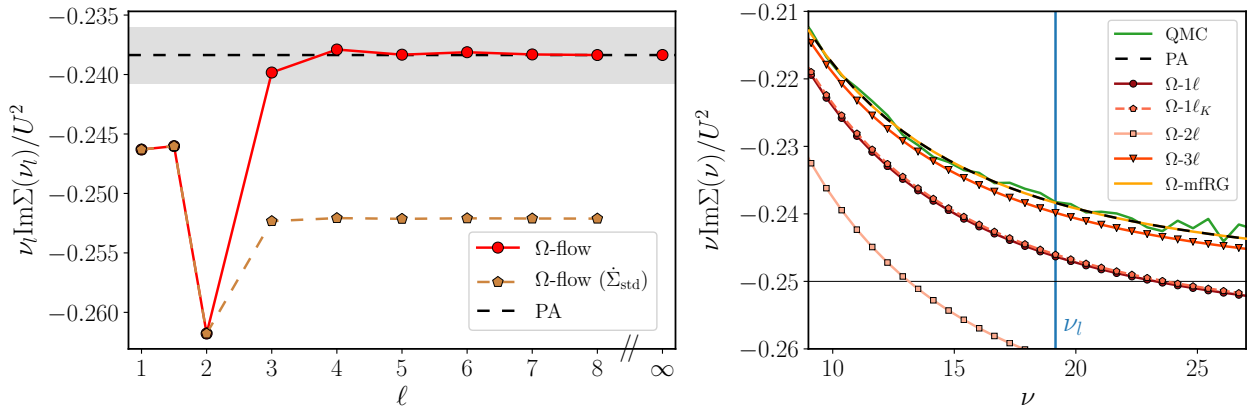 −0.235
−0.240
−0.245
−0.250
−0.255
−0.260
ν_l ImΣ(ν_l)/U²
Ω-flow
Ω-flow (Σ̇_std)
PA
1 2 3 4 5 6 7 8 // ∞
ℓ
−0.21
−0.22
−0.23
−0.24
−0.25
−0.26
ν ImΣ(ν)/U²
QMC
PA
Ω-1ℓ
Ω-1ℓ_K
Ω-2ℓ
Ω-3ℓ
Ω-mfRG
ν_l
10 15 20 25
ν